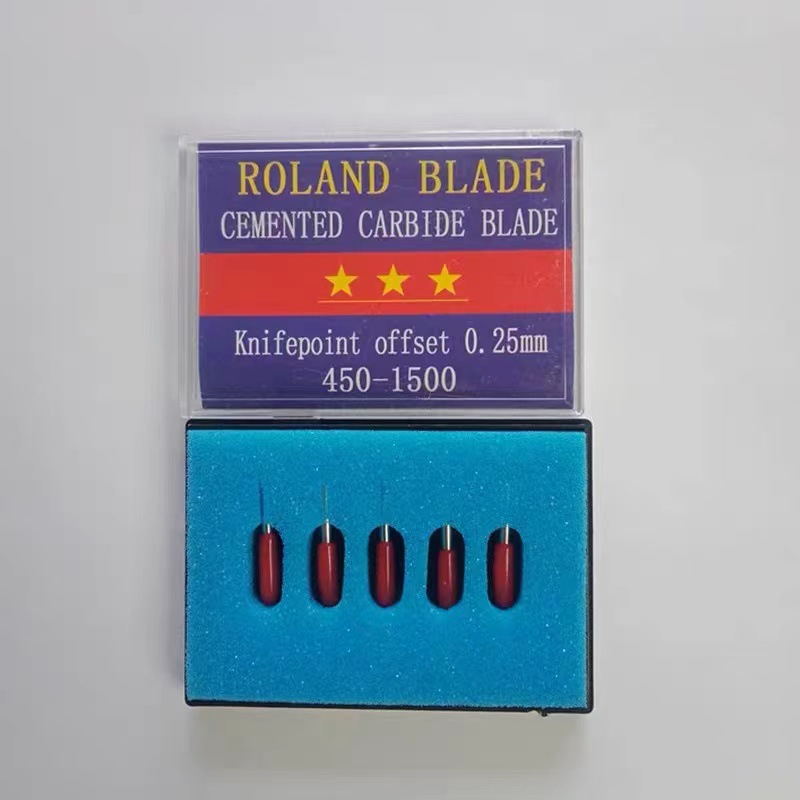 ROLAND BLADE
CEMENTED CARBIDE BLADE
Knifepoint offset 0.25mm
450-1500